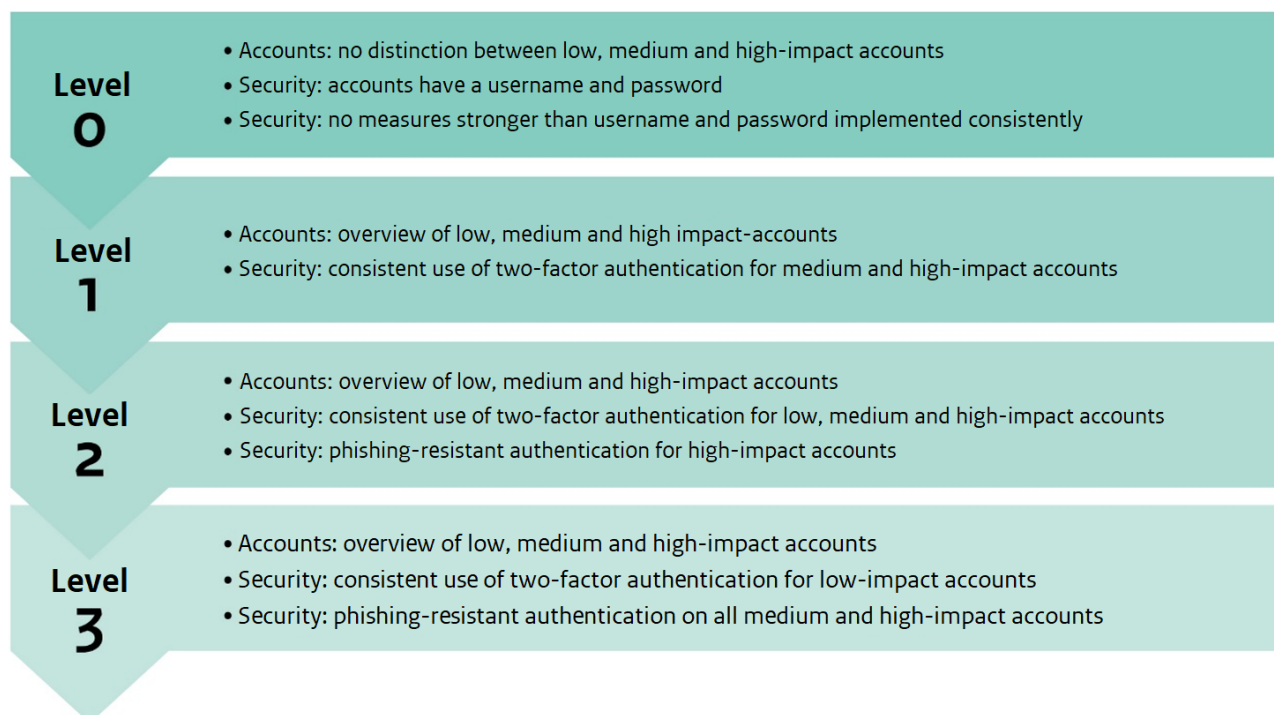 Level
0
• Accounts: no distinction between low, medium and high-impact accounts
• Security: accounts have a username and password
• Security: no measures stronger than username and password implemented consistently
Level
1
• Accounts: overview of low, medium and high impact-accounts
• Security: consistent use of two-factor authentication for medium and high-impact accounts
Level
2
• Accounts: overview of low, medium and high-impact accounts
• Security: consistent use of two-factor authentication for low, medium and high-impact accounts
• Security: phishing-resistant authentication for high-impact accounts
Level
3
• Accounts: overview of low, medium and high-impact accounts
• Security: consistent use of two-factor authentication for low-impact accounts
• Security: phishing-resistant authentication on all medium and high-impact accounts